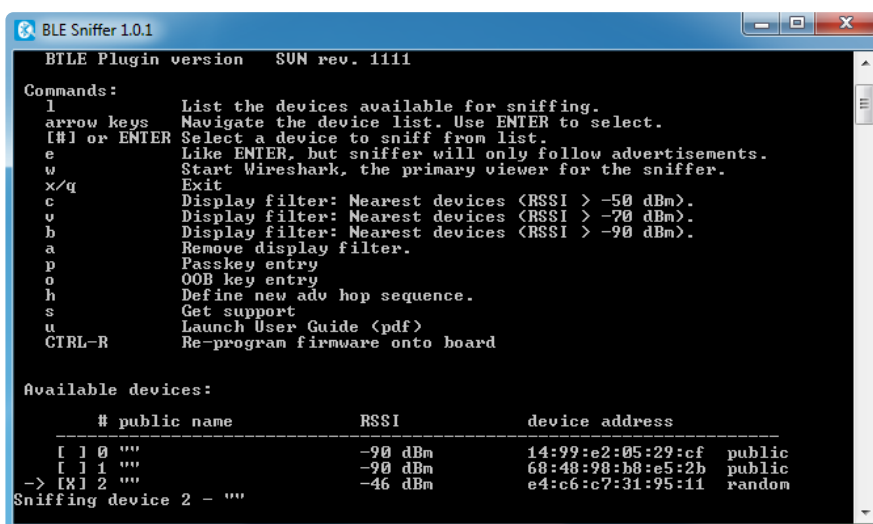 BLE Sniffer 1.0.1
BTLE Plugin version   SVN rev. 1111
Commands:
l   List the devices available for sniffing.
arrow keys   Navigate the device list. Use ENTER to select.
[#] or ENTER Select a device to sniff from list.
e   Like ENTER, but sniffer will only follow advertisements.
w   Start Wireshark, the primary viewer for the sniffer.
x/q   Exit
c   Display filter: Nearest devices (RSSI > -50 dBm).
v   Display filter: Nearest devices (RSSI > -70 dBm).
b   Display filter: Nearest devices (RSSI > -90 dBm).
a   Remove display filter.
p   Passkey entry
o   OOB key entry
h   Define new adv hop sequence.
s   Get support
u   Launch User Guide (pdf)
CTRL-R   Re-program firmware onto board
Available devices:
# public name   RSSI   device address
[ ] 0 ""   -90 dBm   14:99:e2:05:29:cf   public
[ ] 1 ""   -90 dBm   68:48:98:b8:e5:2b   public
-> [X] 2 ""   -46 dBm   e4:c6:c7:31:95:11   random
Sniffing device 2 - ""